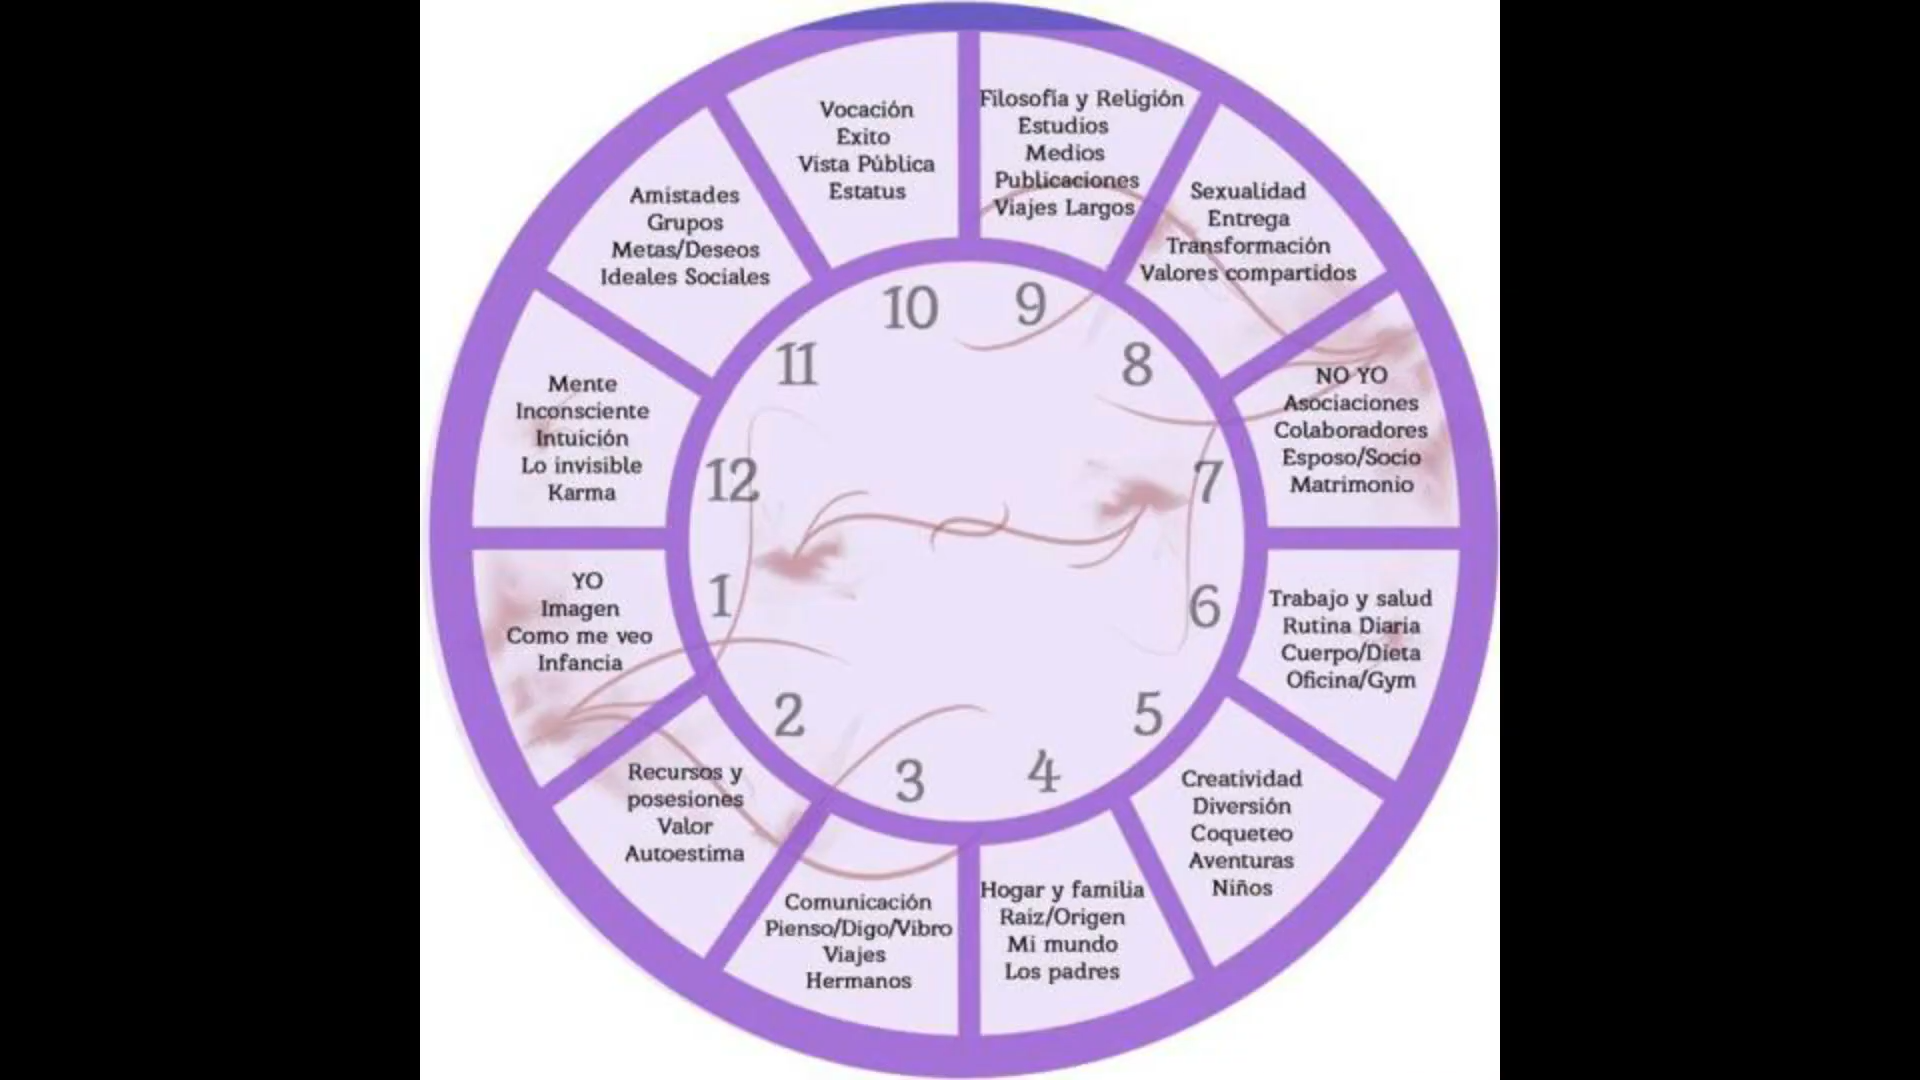 Vocación
Exito
Vista Pública
Estatus
Filosofía y Religión
Estudios
Medios
Publicaciones
Viajes Largos
Sexualidad
Entrega
Transformación
Valores compartidos
NO YO
Asociaciones
Colaboradores
Esposo/Socio
Matrimonio
Trabajo y salud
Rutina Diaria
Cuerpo/Dieta
Oficina/Gym
Creatividad
Diversión
Coqueteo
Aventuras
Niños
Hogar y familia
Raiz/Origen
Mi mundo
Los padres
Comunicación
Pienso/Digo/Vibro
Viajes
Hermanos
Recursos y
posesiones
Valor
Autoestima
YO
Imagen
Como me veo
Infancia
Mente
Inconsciente
Intuición
Lo invisible
Karma
Amistades
Grupos
Metas/Deseos
Ideales Sociales
10
9
8
7
6
5
4
3
2
1
12
11